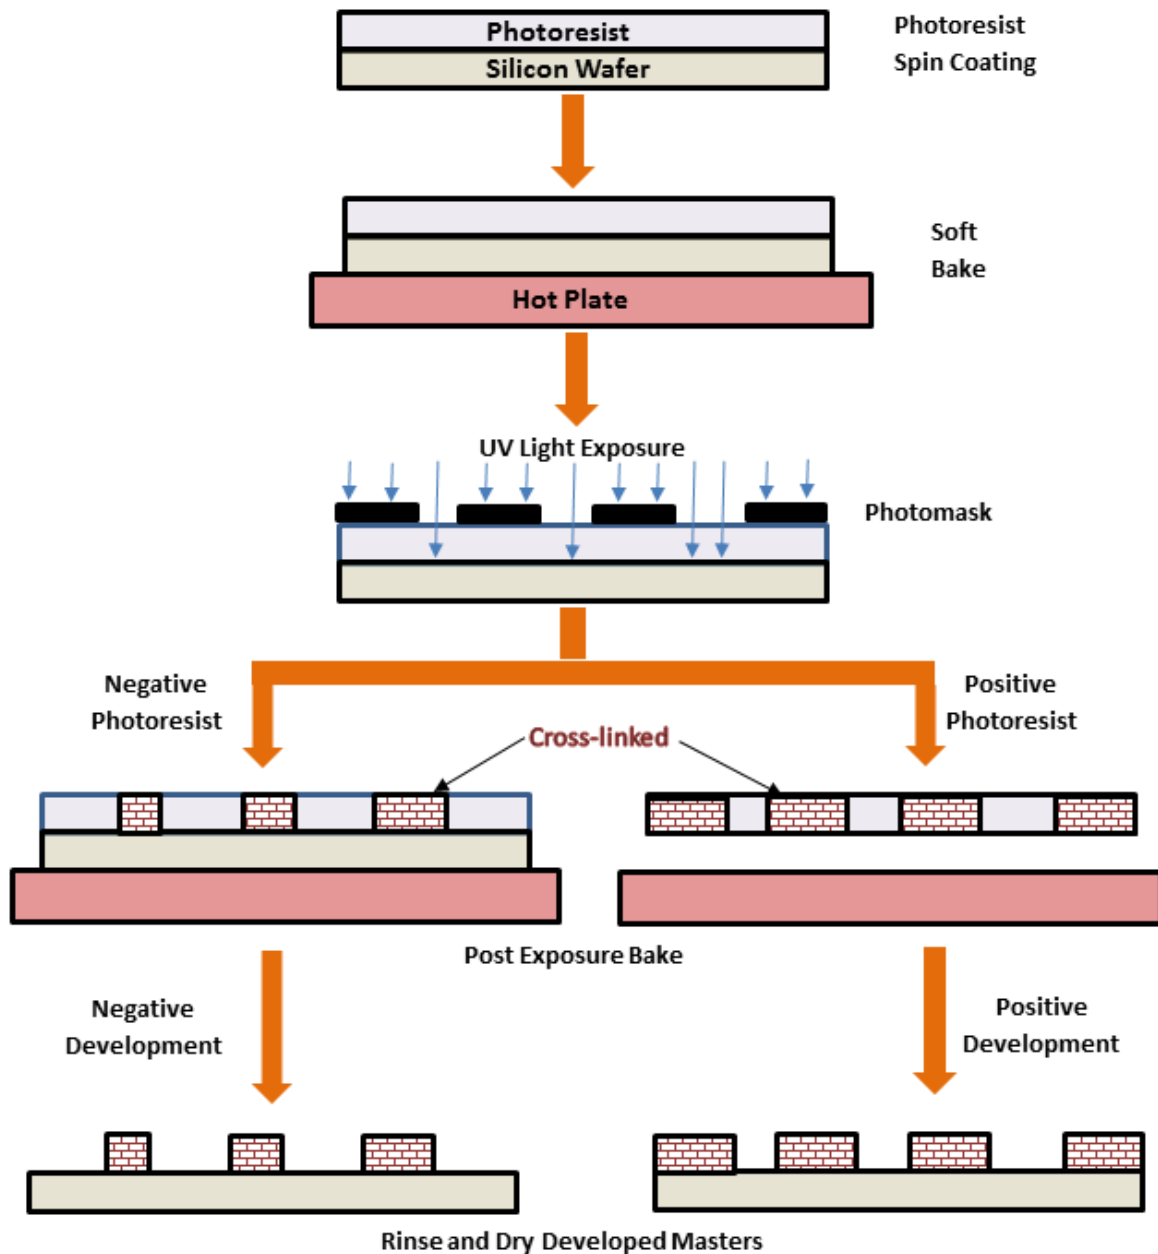 Photoresist
Silicon Wafer
Photoresist
Spin Coating
Soft
Bake
Hot Plate
UV Light Exposure
Photomask
Negative
Photoresist
Positive
Photoresist
Cross-linked
Post Exposure Bake
Negative
Development
Positive
Development
Rinse and Dry Developed Masters